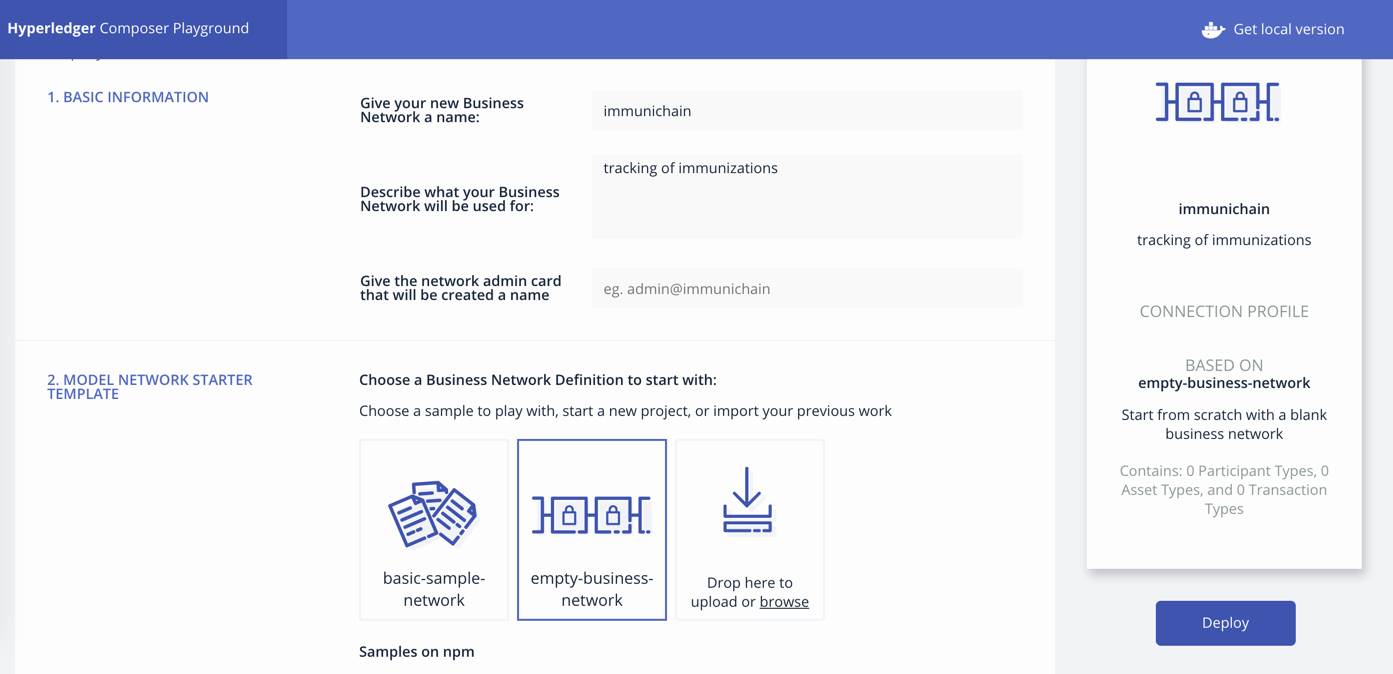 Hyperledger Composer Playground
Get local version
1. BASIC INFORMATION
Give your new Business
Network a name:
immunichain
Describe what your Business
Network will be used for:
tracking of immunizations
Give the network admin card
that will be created a name
eg. admin@immunichain
2. MODEL NETWORK STARTER
TEMPLATE
Choose a Business Network Definition to start with:
Choose a sample to play with, start a new project, or import your previous work
basic-sample-
network
empty-business-
network
Drop here to
upload or browse
Samples on npm
immunichain
tracking of immunizations
CONNECTION PROFILE
BASED ON
empty-business-network
Start from scratch with a blank
business network
Contains: 0 Participant Types, 0
Asset Types, and 0 Transaction
Types
Deploy